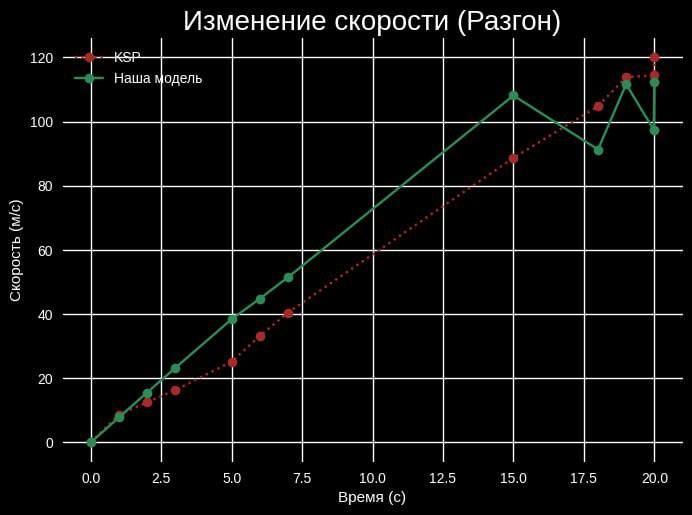 Изменение скорости (Разгон)
KSP
Наша модель
Скорость (м/с)
120
100
80
60
40
20
0
0.0 2.5 5.0 7.5 10.0 12.5 15.0 17.5 20.0
Время (с)